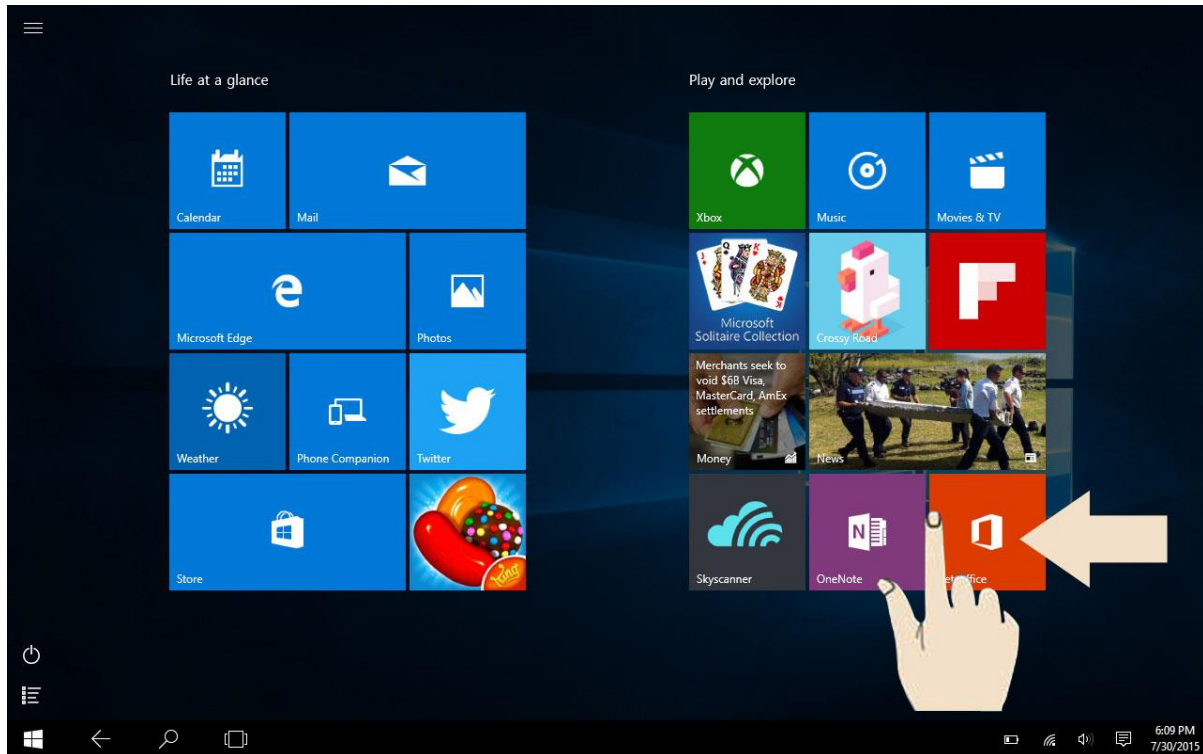 Life at a glance
Play and explore
Calendar
Mail
Xbox
Music
Movies & TV
Microsoft Edge
Photos
J
Q
K
K
Microsoft
Solitaire Collection
Crossy Road
Weather
Phone Companion
Twitter
Merchants seek to
void $6B Visa,
MasterCard, AmEx
settlements
Money
News
Store
King
Skyscanner
N
OneNote
6:09 PM
7/30/2015